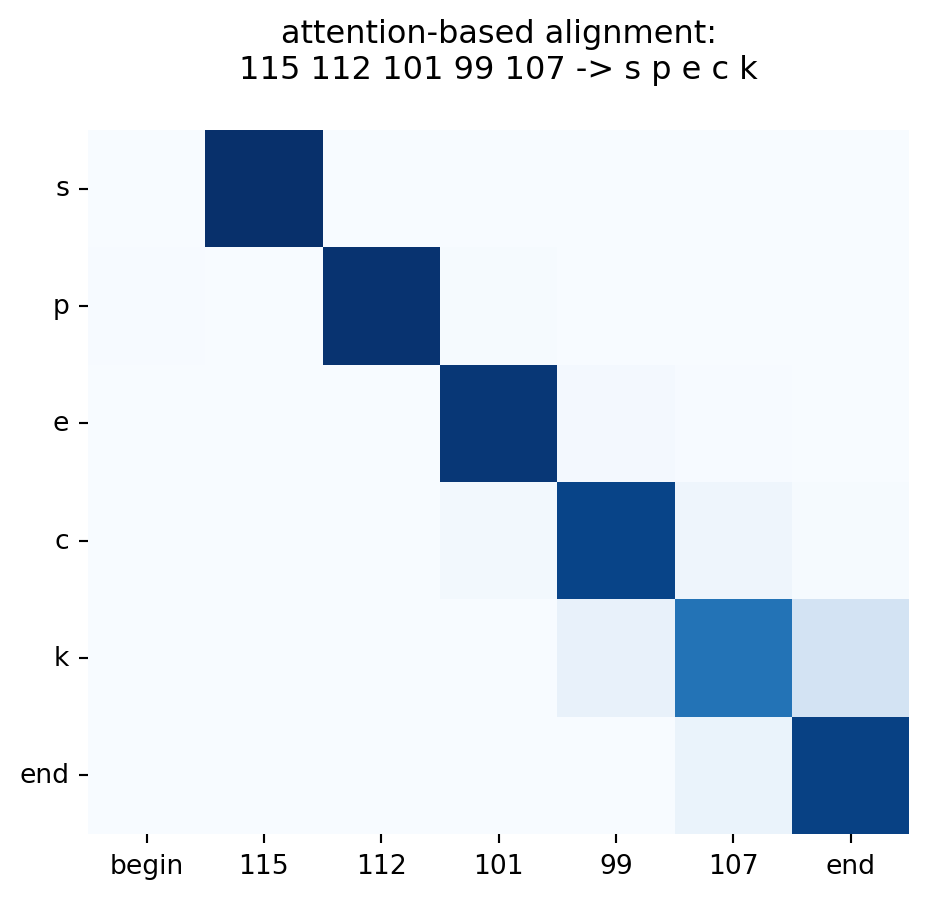 attention-based alignment:
115 112 101 99 107 -> s p e c k
s
p
e
c
k
end
begin 115 112 101 99 107 end